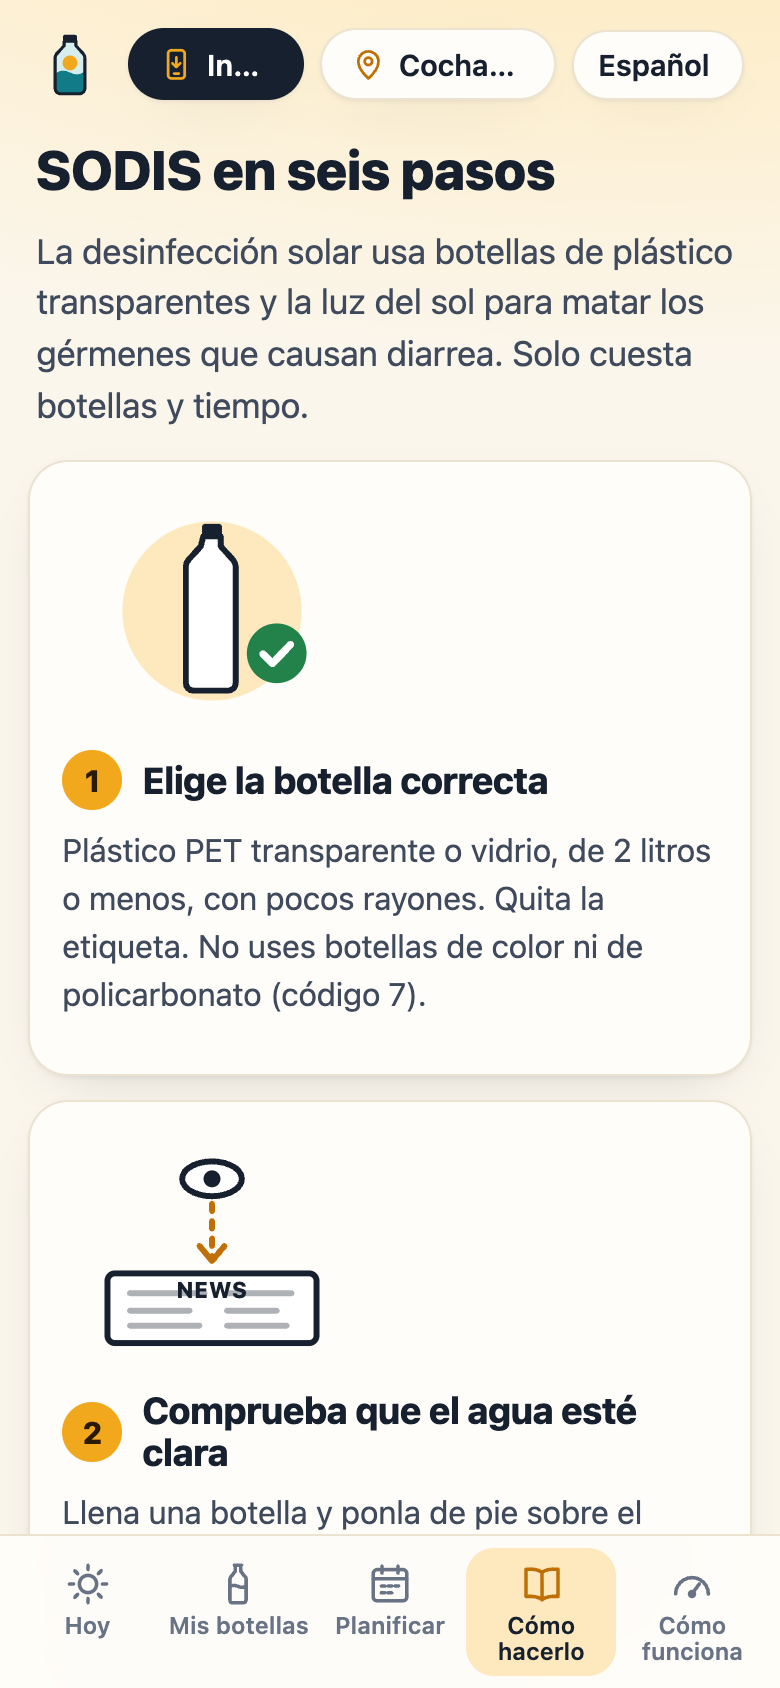 In...
Cocha...
Español
SODIS en seis pasos
La desinfección solar usa botellas de plástico
transparentes y la luz del sol para matar los
gérmenes que causan diarrea. Solo cuesta
botellas y tiempo.
1 Elige la botella correcta
Plástico PET transparente o vidrio, de 2 litros
o menos, con pocos rayones. Quita la
etiqueta. No uses botellas de color ni de
policarbonato (código 7).
NEWS
2 Comprueba que el agua esté
clara
Llena una botella y ponla de pie sobre el
Hoy
Mis botellas
Planificar
Cómo
hacerlo
Cómo
funciona